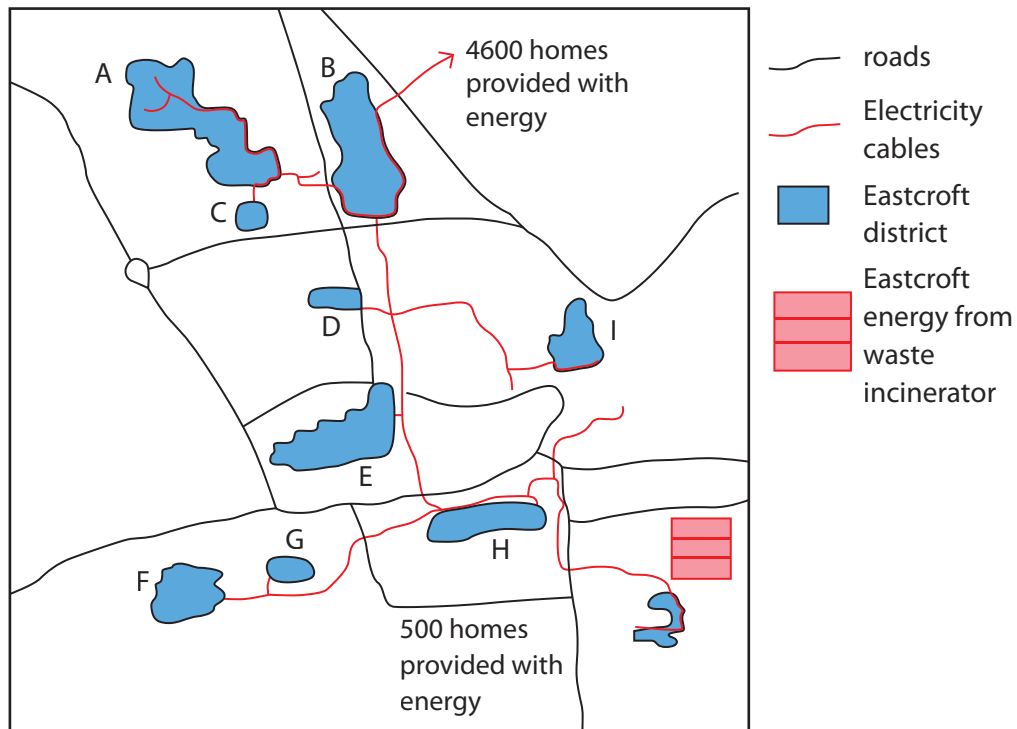 A
B
4600 homes
provided with
energy
C
D
I
E
G
H
F
500 homes
provided with
energy
roads
Electricity
cables
Eastcroft
district
Eastcroft
energy from
waste
incinerator